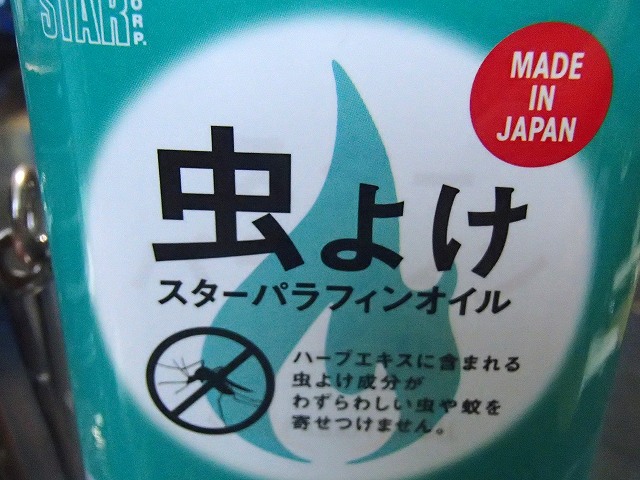 STAR
CORP.
MADE
IN
JAPAN
虫よけ
スターパラフィンオイル
ハーブエキスに含まれる
虫よけ成分が
わずらわしい虫や蚊を
寄せつけません。